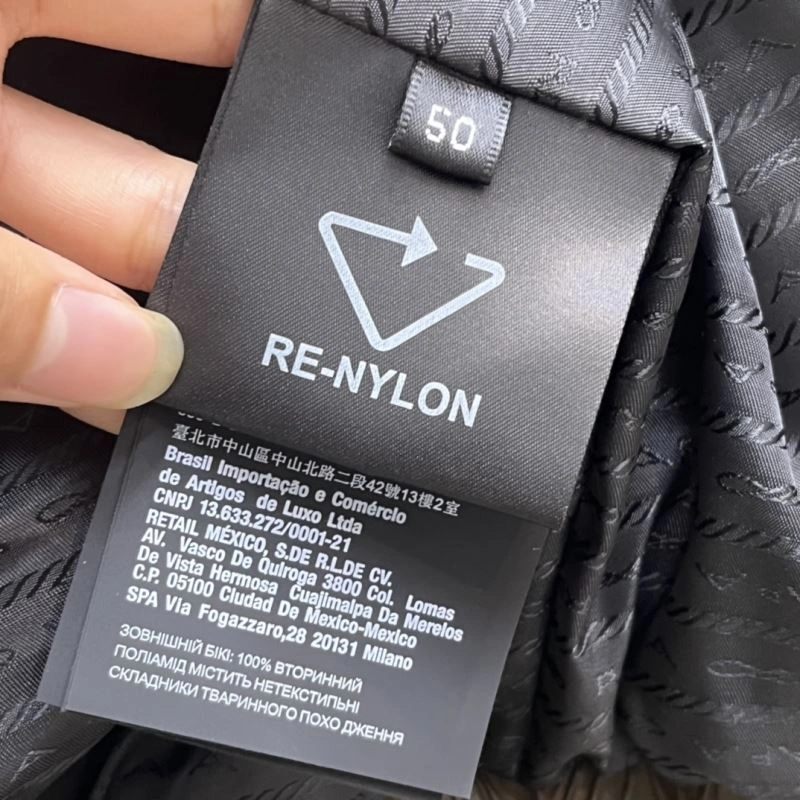 50
RE-NYLON
臺北市中山區中山北路二段42號13樓2室
Brasil Importação e Comércio
de Artigos de Luxo Ltda
CNPJ 13.633.272/0001-21
RETAIL MÉXICO, S.DE R.L.DE CV.
AV. Vasco De Quiroga 3800 Col. Lomas
De Vista Hermosa Cuajimalpa Da Merelos
C.P. 05100 Ciudad De Mexico-Mexico
SPA Via Fogazzaro,28 20131 Milano
ЗОВНІШНІЙ БІКІ: 100% ВТОРИННИЙ
ПОЛІАМІД МІСТИТЬ НЕТЕКСТИЛЬНІ
СКЛАДНИКИ ТВАРИННОГО ПОХО ДЖЕННЯ